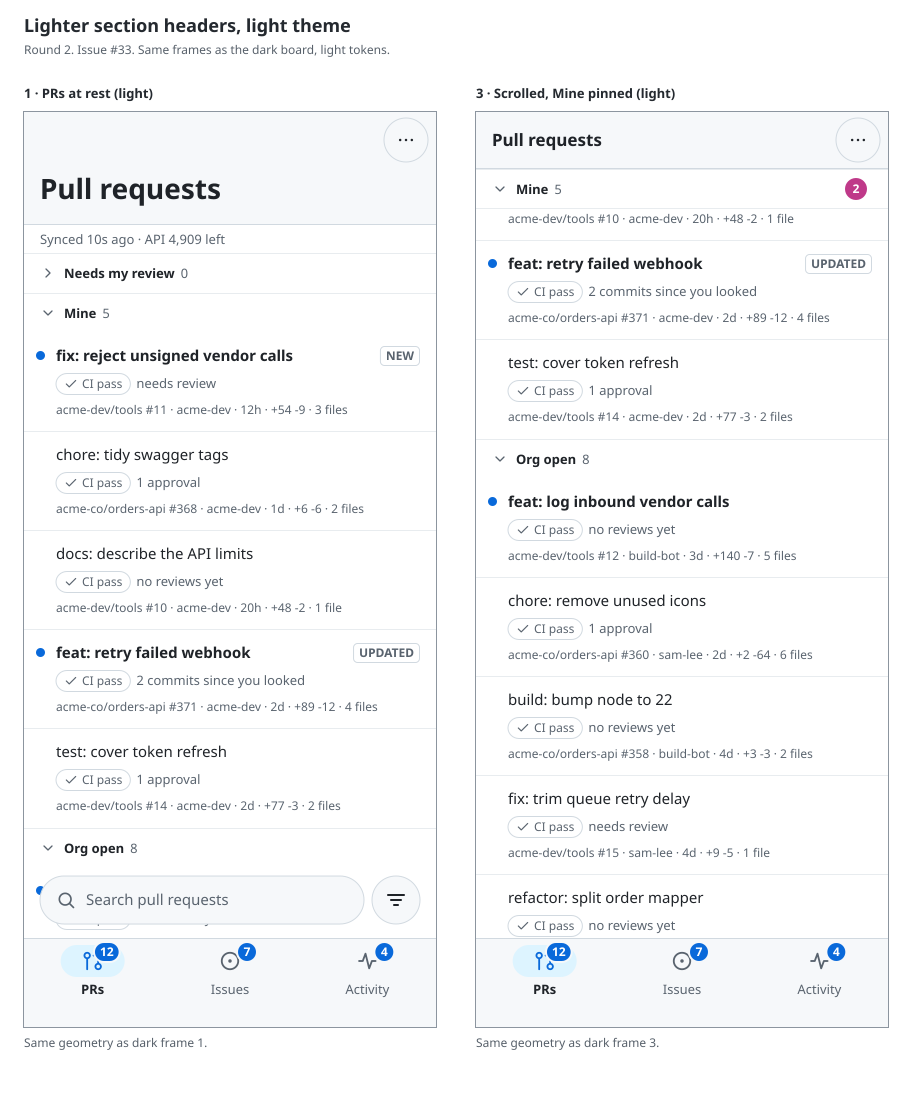 Lighter section headers, light theme
Round 2. Issue #33. Same frames as the dark board, light tokens.
1 · PRs at rest (light)
Pull requests
Synced 10s ago · API 4,909 left
Needs my review 0
Mine 5
fix: reject unsigned vendor calls NEW
CI pass needs review
acme-dev/tools #11 · acme-dev · 12h · +54 -9 · 3 files
chore: tidy swagger tags
CI pass 1 approval
acme-co/orders-api #368 · acme-dev · 1d · +6 -6 · 2 files
docs: describe the API limits
CI pass no reviews yet
acme-dev/tools #10 · acme-dev · 20h · +48 -2 · 1 file
feat: retry failed webhook UPDATED
CI pass 2 commits since you looked
acme-co/orders-api #371 · acme-dev · 2d · +89 -12 · 4 files
test: cover token refresh
CI pass 1 approval
acme-dev/tools #14 · acme-dev · 2d · +77 -3 · 2 files
Org open 8
Search pull requests
12 7 4
PRs Issues Activity
Same geometry as dark frame 1.
3 · Scrolled, Mine pinned (light)
Pull requests
Mine 5 2
acme-dev/tools #10 · acme-dev · 20h · +48 -2 · 1 file
feat: retry failed webhook UPDATED
CI pass 2 commits since you looked
acme-co/orders-api #371 · acme-dev · 2d · +89 -12 · 4 files
test: cover token refresh
CI pass 1 approval
acme-dev/tools #14 · acme-dev · 2d · +77 -3 · 2 files
Org open 8
feat: log inbound vendor calls
CI pass no reviews yet
acme-dev/tools #12 · build-bot · 3d · +140 -7 · 5 files
chore: remove unused icons
CI pass 1 approval
acme-co/orders-api #360 · sam-lee · 2d · +2 -64 · 6 files
build: bump node to 22
CI pass no reviews yet
acme-co/orders-api #358 · build-bot · 4d · +3 -3 · 2 files
fix: trim queue retry delay
CI pass needs review
acme-dev/tools #15 · sam-lee · 4d · +9 -5 · 1 file
refactor: split order mapper
CI pass no reviews yet
12 7 4
PRs Issues Activity
Same geometry as dark frame 3.